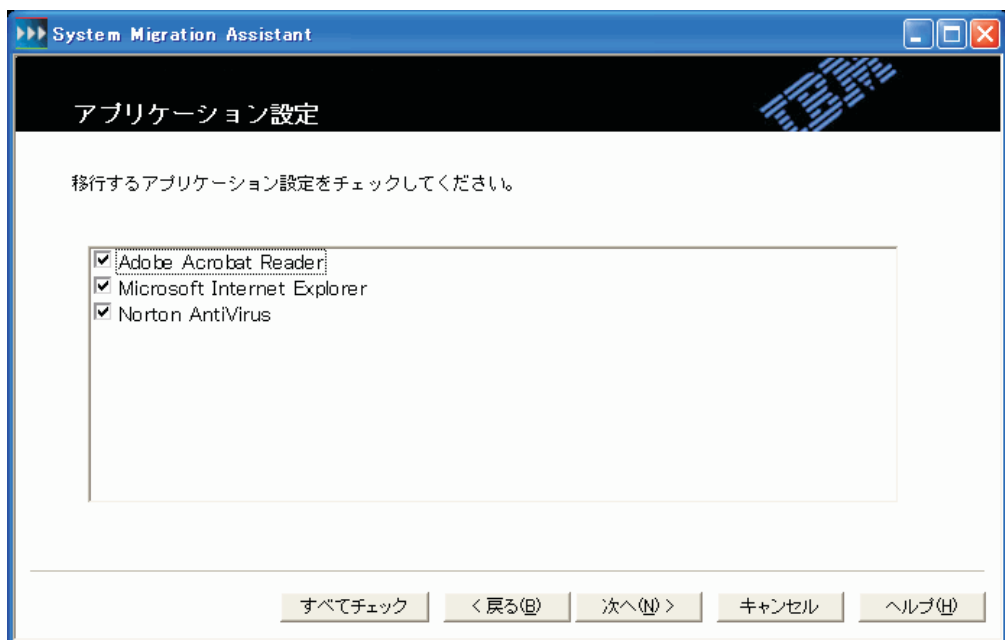 System Migration Assistant
IBM
アプリケーション設定
移行するアプリケーション設定をチェックしてください。
Adobe Acrobat Reader
Microsoft Internet Explorer
Norton AntiVirus
すべてチェック
< 戻る(B)
次へ(N) >
キャンセル
ヘルプ(H)